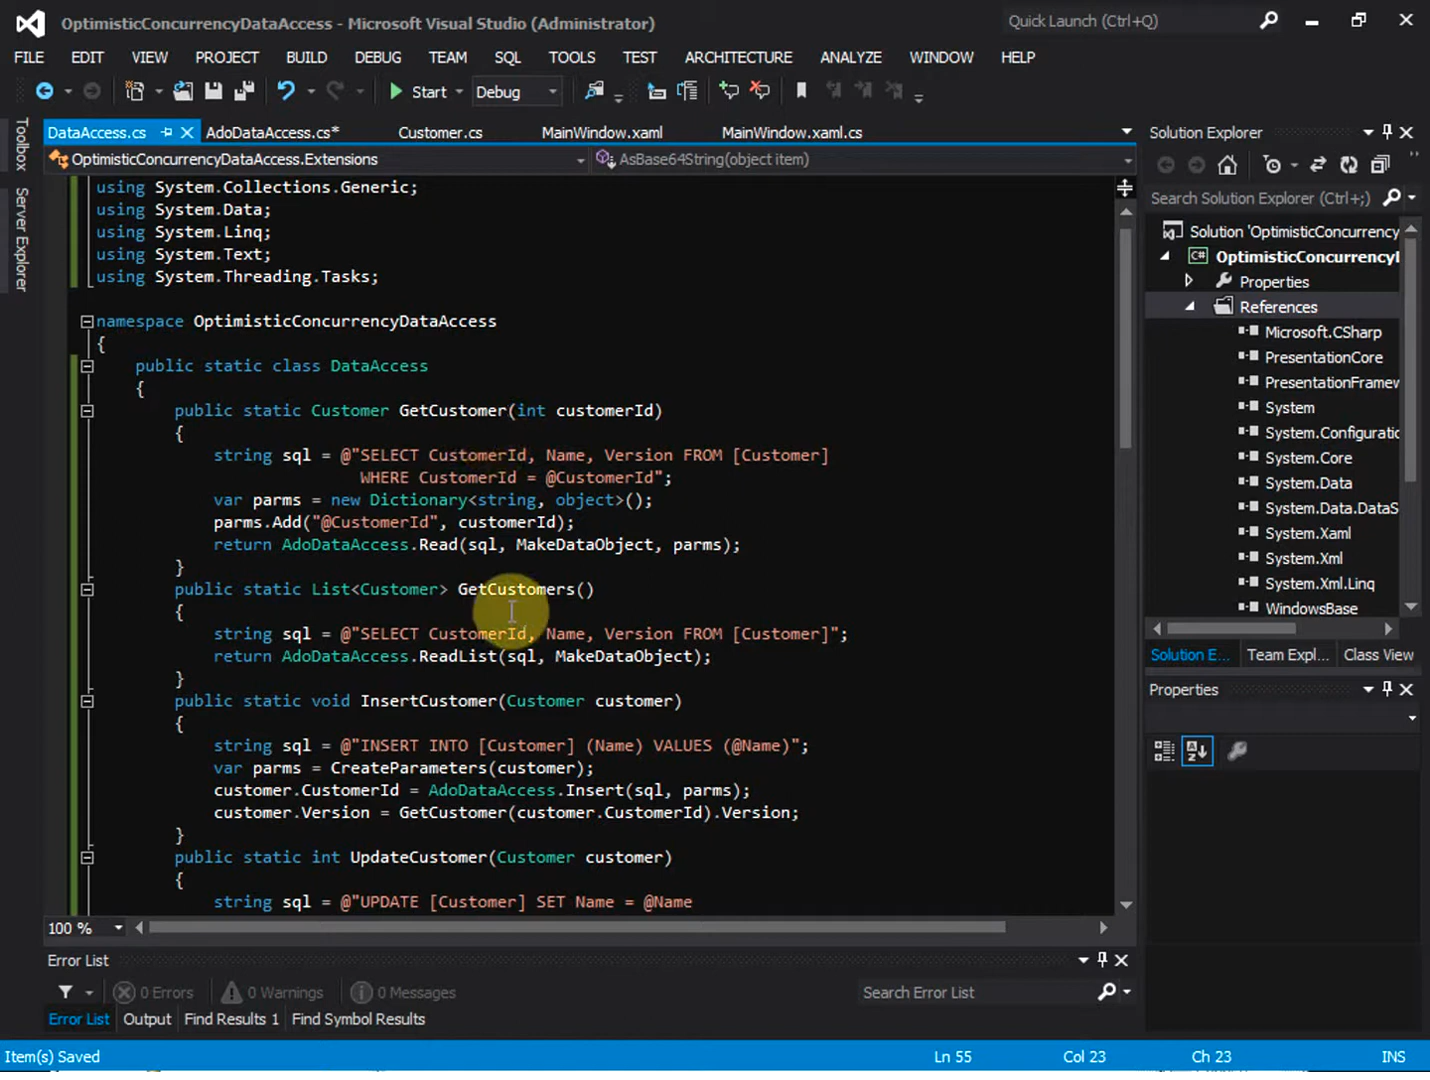 OptimisticConcurrencyDataAccess - Microsoft Visual Studio (Administrator)
Quick Launch (Ctrl+Q)
FILE EDIT VIEW PROJECT BUILD DEBUG TEAM SQL TOOLS TEST ARCHITECTURE ANALYZE WINDOW HELP
Start Debug
Toolbox
Server Explorer
DataAccess.cs AdoDataAccess.cs* Customer.cs MainWindow.xaml MainWindow.xaml.cs
OptimisticConcurrencyDataAccess.Extensions AsBase64String(object item)
using System.Collections.Generic;
using System.Data;
using System.Linq;
using System.Text;
using System.Threading.Tasks;
namespace OptimisticConcurrencyDataAccess
{
public static class DataAccess
{
public static Customer GetCustomer(int customerId)
{
string sql = @"SELECT CustomerId, Name, Version FROM [Customer]
WHERE CustomerId = @CustomerId";
var parms = new Dictionary<string, object>();
parms.Add("@CustomerId", customerId);
return AdoDataAccess.Read(sql, MakeDataObject, parms);
}
public static List<Customer> GetCustomers()
{
string sql = @"SELECT CustomerId, Name, Version FROM [Customer]";
return AdoDataAccess.ReadList(sql, MakeDataObject);
}
public static void InsertCustomer(Customer customer)
{
string sql = @"INSERT INTO [Customer] (Name) VALUES (@Name)";
var parms = CreateParameters(customer);
customer.CustomerId = AdoDataAccess.Insert(sql, parms);
customer.Version = GetCustomer(customer.CustomerId).Version;
}
public static int UpdateCustomer(Customer customer)
{
string sql = @"UPDATE [Customer] SET Name = @Name
100 %
Solution Explorer
Search Solution Explorer (Ctrl+;)
Solution 'OptimisticConcurrency
C# OptimisticConcurrencyI
Properties
References
Microsoft.CSharp
PresentationCore
PresentationFramew
System
System.Configuratic
System.Core
System.Data
System.Data.DataS
System.Xaml
System.Xml
System.Xml.Linq
WindowsBase
Solution E... Team Expl... Class View
Properties
Error List
0 Errors 0 Warnings 0 Messages
Search Error List
Error List Output Find Results 1 Find Symbol Results
Item(s) Saved Ln 55 Col 23 Ch 23 INS